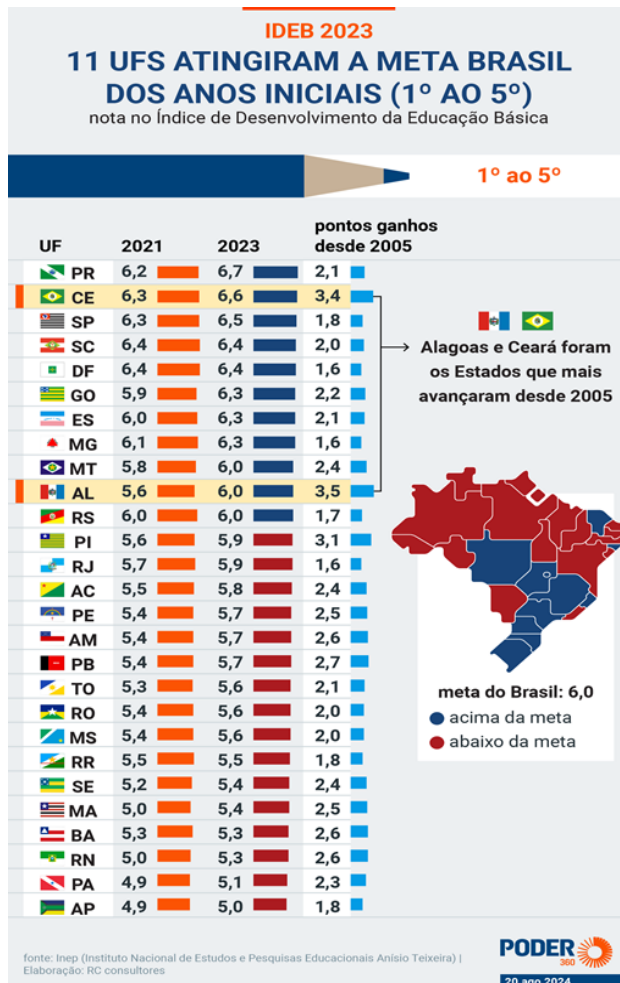 IDEB 2023
11 UFS ATINGIRAM A META BRASIL
DOS ANOS INICIAIS (1º AO 5º)
nota no Índice de Desenvolvimento da Educação Básica
1º ao 5º
UF 2021 2023 pontos ganhos desde 2005
PR 6,2 6,7 2,1
CE 6,3 6,6 3,4
SP 6,3 6,5 1,8
SC 6,4 6,4 2,0
DF 6,4 6,4 1,6
GO 5,9 6,3 2,2
ES 6,0 6,3 2,1
MG 6,1 6,3 1,6
MT 5,8 6,0 2,4
AL 5,6 6,0 3,5
RS 6,0 6,0 1,7
PI 5,6 5,9 3,1
RJ 5,7 5,9 1,6
AC 5,5 5,8 2,4
PE 5,4 5,7 2,5
AM 5,4 5,7 2,6
PB 5,4 5,7 2,7
TO 5,3 5,6 2,1
RO 5,4 5,6 2,0
MS 5,4 5,6 2,0
RR 5,5 5,5 1,8
SE 5,2 5,4 2,4
MA 5,0 5,4 2,5
BA 5,3 5,3 2,6
RN 5,0 5,3 2,6
PA 4,9 5,1 2,3
AP 4,9 5,0 1,8
Alagoas e Ceará foram
os Estados que mais
avançaram desde 2005
meta do Brasil: 6,0
acima da meta
abaixo da meta
fonte: Inep (Instituto Nacional de Estudos e Pesquisas Educacionais Anísio Teixeira) |
Elaboração: RC consultores
PODER
360
20 ago 2024